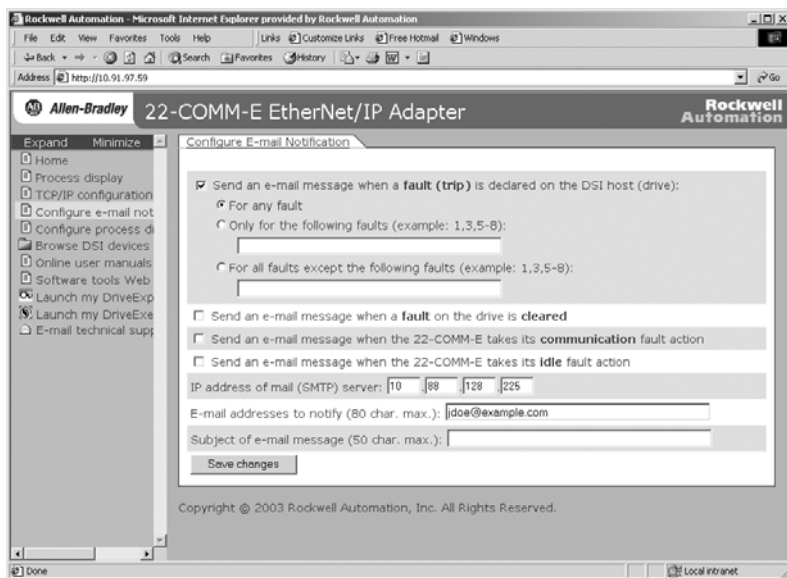 Rockwell Automation - Microsoft Internet Explorer provided by Rockwell Automation
File Edit View Favorites Tools Help Links Customize Links Free Hotmail Windows
Back Search Favorites History
Address http://10.91.97.59 Go
Allen-Bradley 22-COMM-E EtherNet/IP Adapter Rockwell Automation
Expand Minimize
Home
Process display
TCP/IP configuration
Configure e-mail not
Configure process di
Browse DSI devices
Online user manuals
Software tools Web
Launch my DriveExp
Launch my DriveExe
E-mail technical supp
Configure E-mail Notification
Send an e-mail message when a fault (trip) is declared on the DSI host (drive):
For any fault
Only for the following faults (example: 1,3,5-8):
For all faults except the following faults (example: 1,3,5-8):
Send an e-mail message when a fault on the drive is cleared
Send an e-mail message when the 22-COMM-E takes its communication fault action
Send an e-mail message when the 22-COMM-E takes its idle fault action
IP address of mail (SMTP) server: 10 .88 .128 .225
E-mail addresses to notify (80 char. max.): jdoe@example.com
Subject of e-mail message (50 char. max.):
Save changes
Copyright © 2003 Rockwell Automation, Inc. All Rights Reserved.
Done Local intranet